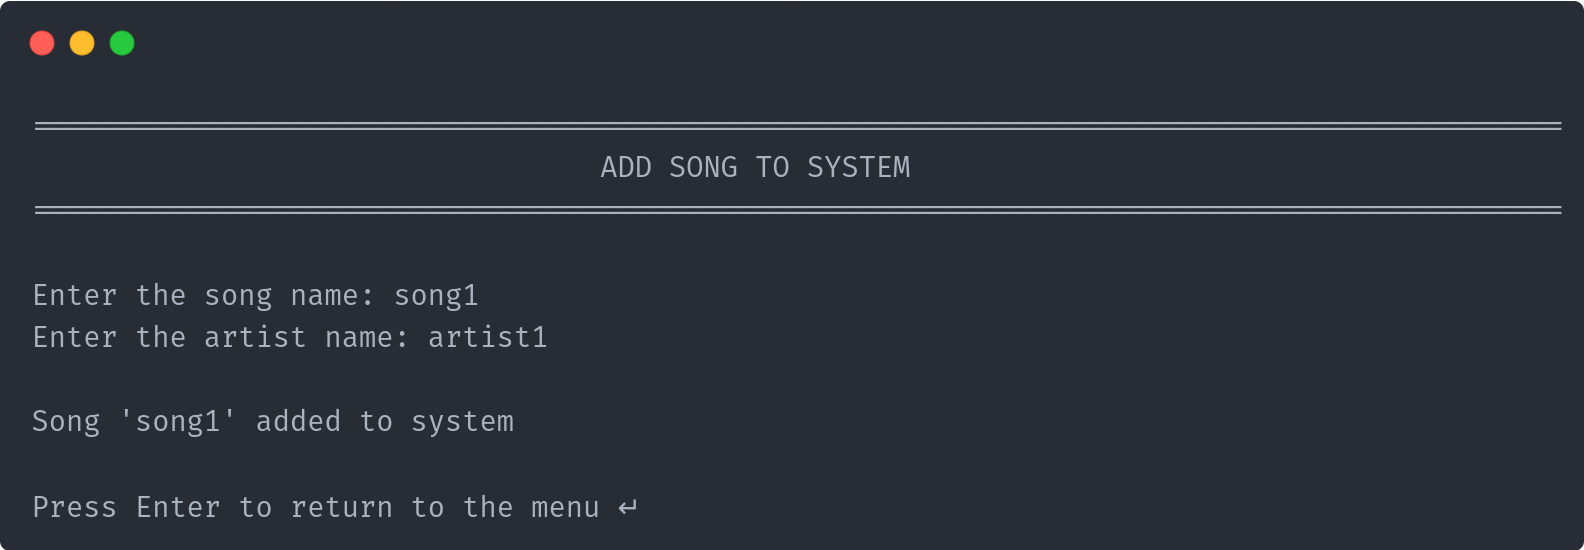 ADD SONG TO SYSTEM
Enter the song name: song1
Enter the artist name: artist1
Song 'song1' added to system
Press Enter to return to the menu ↵